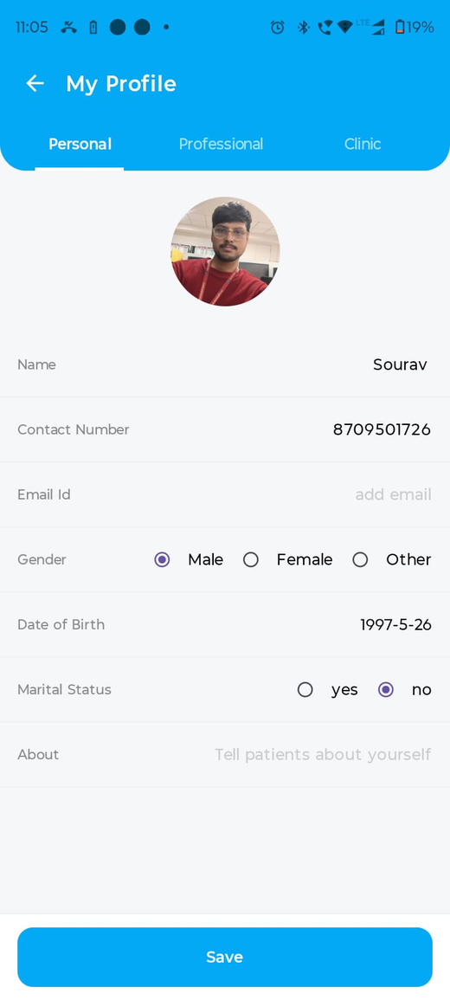 11:05 LTE 19%
My Profile
Personal Professional Clinic
Name Sourav
Contact Number 8709501726
Email Id add email
Gender Male Female Other
Date of Birth 1997-5-26
Marital Status yes no
About Tell patients about yourself
Save